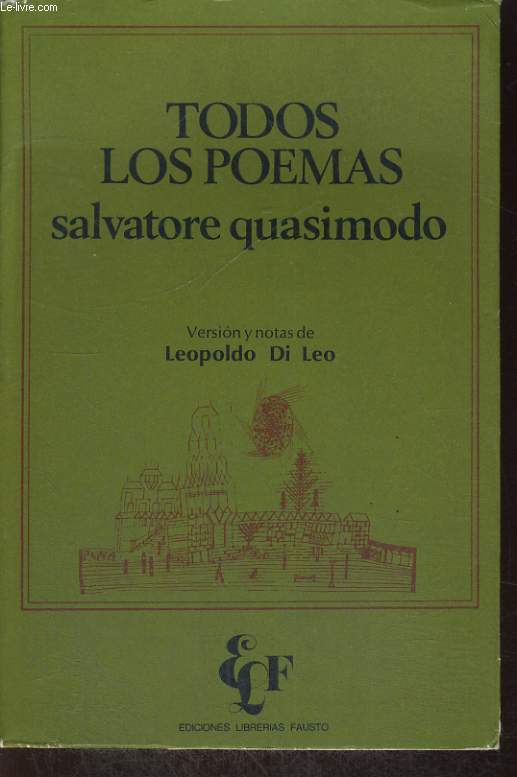 Le-livre.com
TODOS
LOS POEMAS
salvatore quasimodo
Versión y notas de
Leopoldo Di Leo
ELF
EDICIONES LIBRERIAS FAUSTO